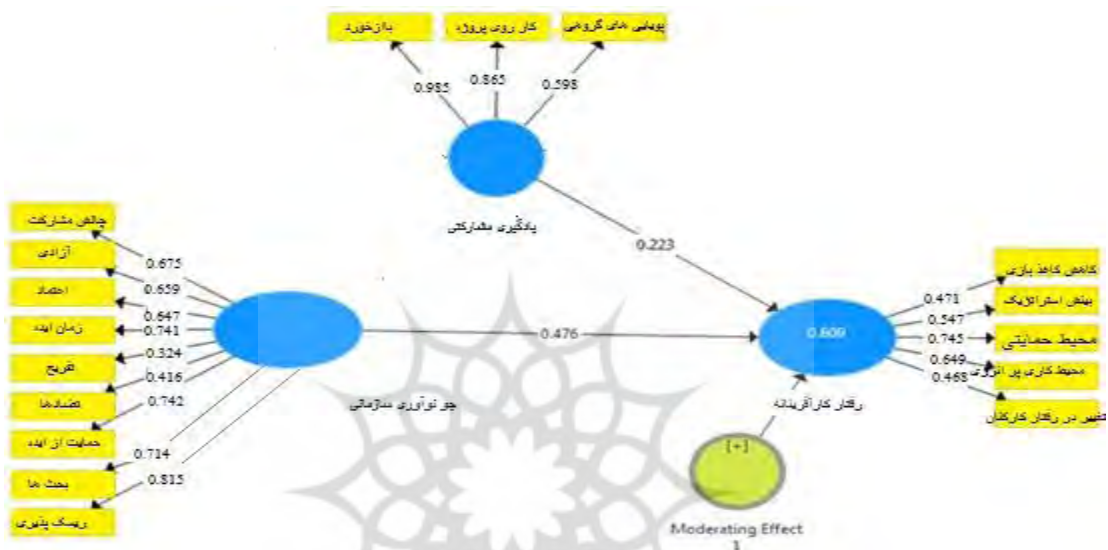 بازخورد
کار روی پروژه
پویایی های گروهی
0.985
0.865
0.598
یادگیری مشارکتی
0.223
چالش مشارکت
آزادی
اعتماد
زمان ایده
تفریح
تضادها
حمایت از ایده
بحث ها
ریسک پذیری
0.675
0.659
0.647
0.741
0.324
0.416
0.742
0.714
0.815
جو نوآوری سازمانی
0.476
0.609
رفتار کارآفرینانه
0.471
0.547
0.745
0.649
0.468
کاهش کاغذ بازی
بینش استراتژیک
محیط حمایتی
محیط کاری پر انرژی
تغییر در رفتار کارکنان
[+]
Moderating Effect
1